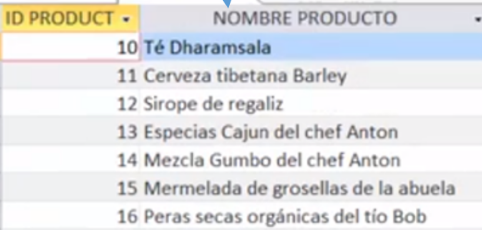 ID PRODUCT NOMBRE PRODUCTO
10 Té Dharamsala
11 Cerveza tibetana Barley
12 Sirope de regaliz
13 Especias Cajun del chef Anton
14 Mezcla Gumbo del chef Anton
15 Mermelada de grosellas de la abuela
16 Peras secas orgánicas del tío Bob